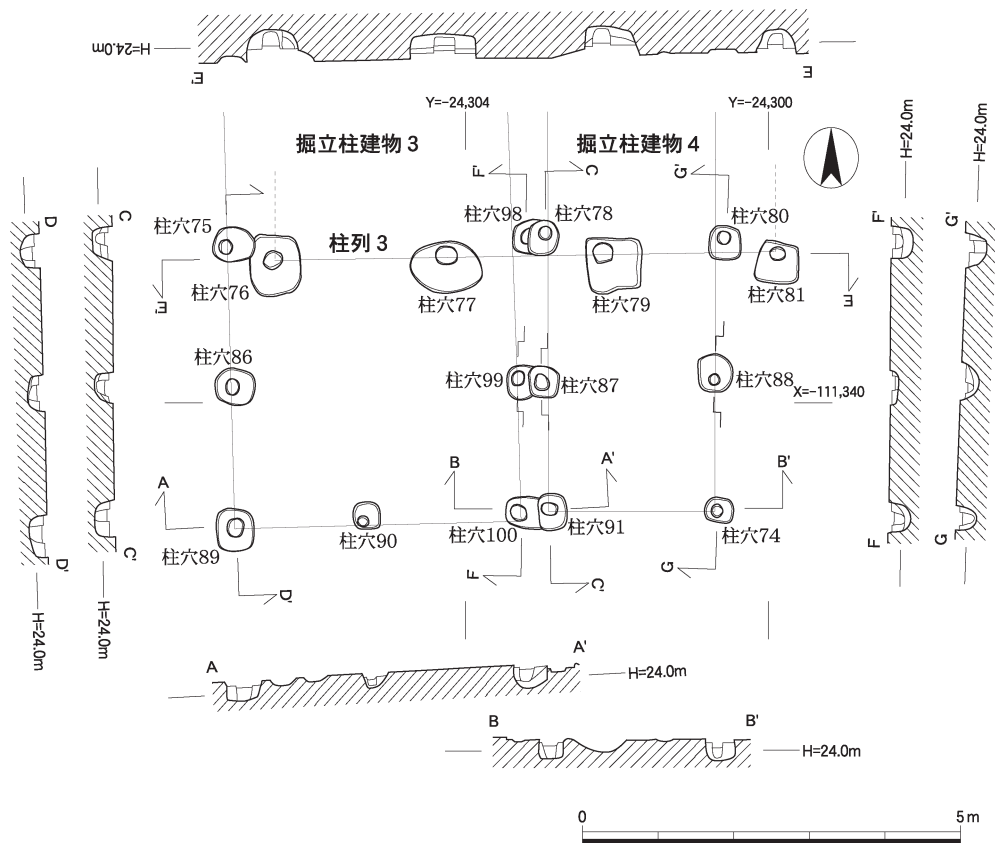 H=24.0m
E'
E
Y=-24,304
Y=-24,300
掘立柱建物 3
掘立柱建物 4
H=24.0m
H=24.0m
F'
C
G'
D
C
柱穴75
柱穴98
柱穴78
柱穴80
F'
G'
柱列 3
柱穴76
柱穴77
柱穴79
柱穴81
E'
E
柱穴86
柱穴99
柱穴87
柱穴88
X=-111,340
A
B
A'
B'
柱穴89
柱穴90
柱穴100
柱穴91
柱穴74
F
G
D'
C'
F
G
D'
C'
H=24.0m
H=24.0m
A
A'
H=24.0m
B
B'
H=24.0m
0
5 m